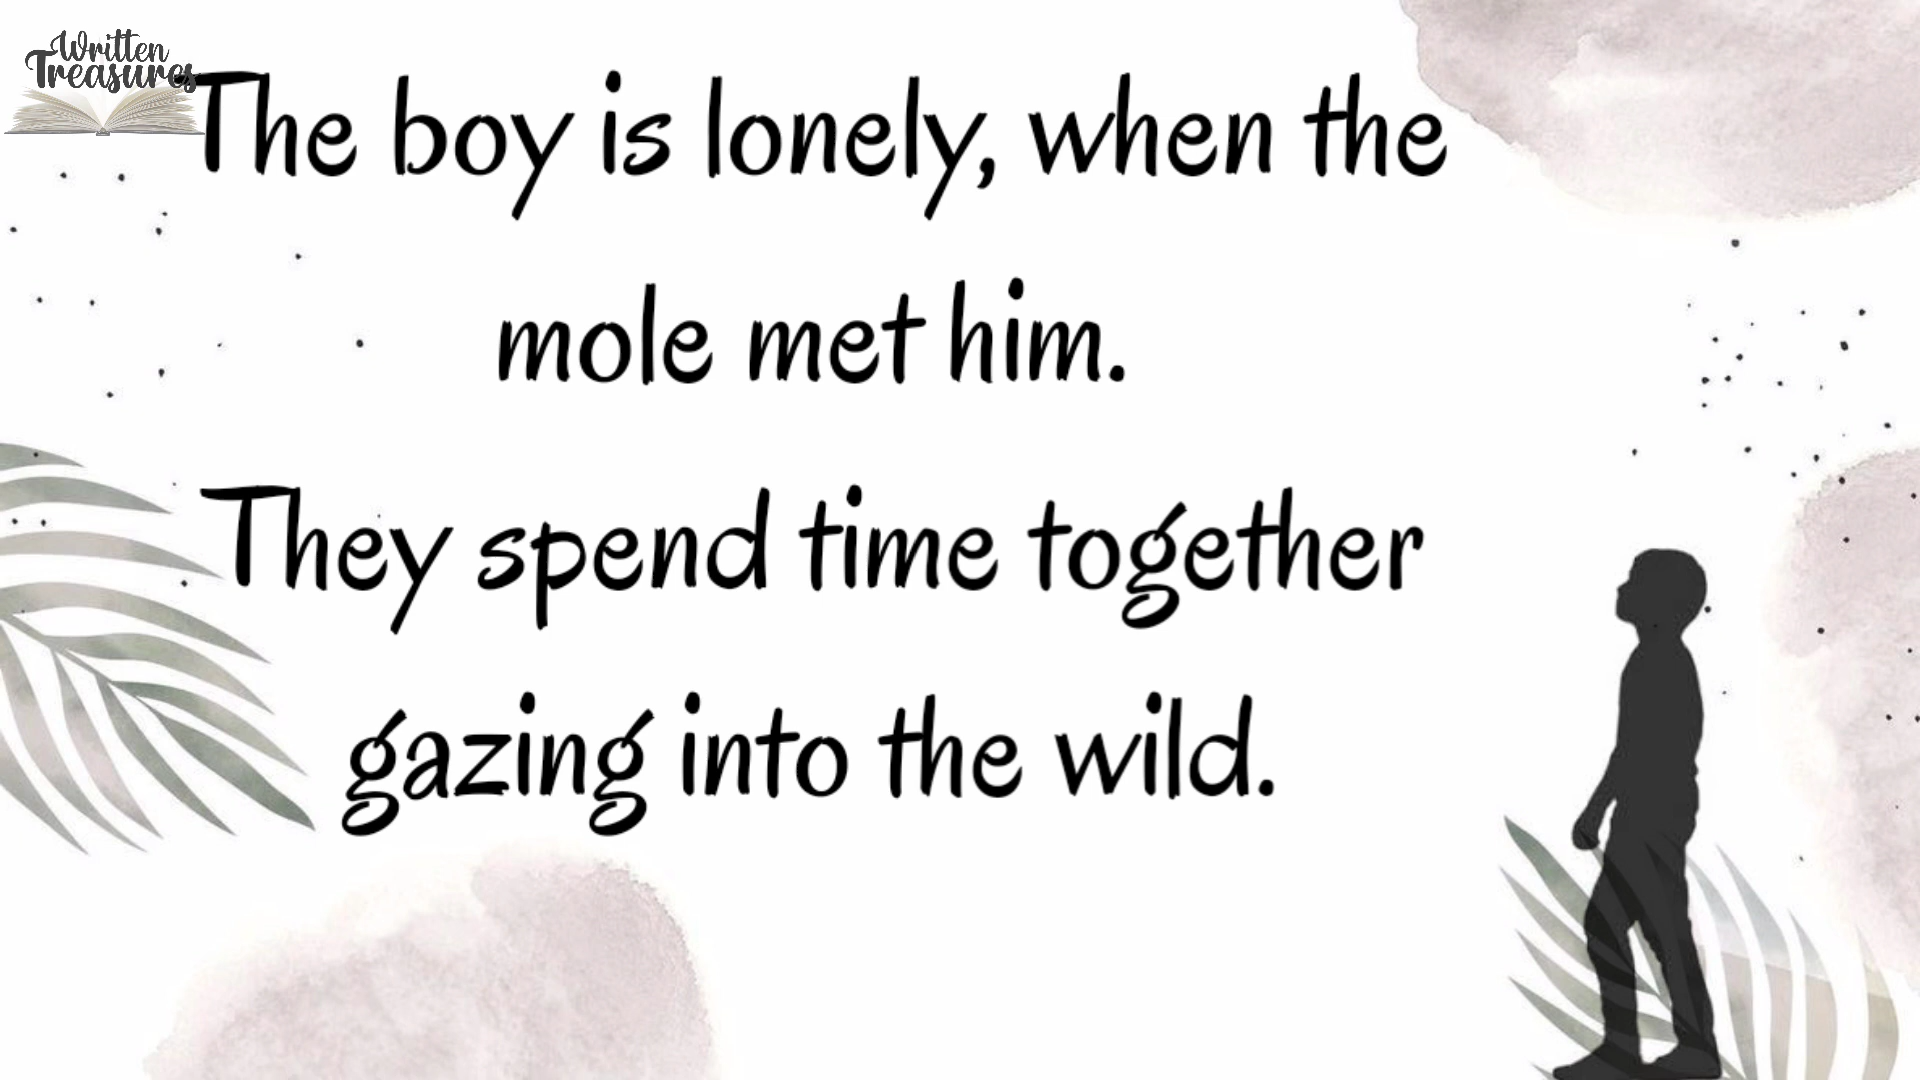 Written
Treasures
The boy is lonely, when the
mole met him.
They spend time together
gazing into the wild.